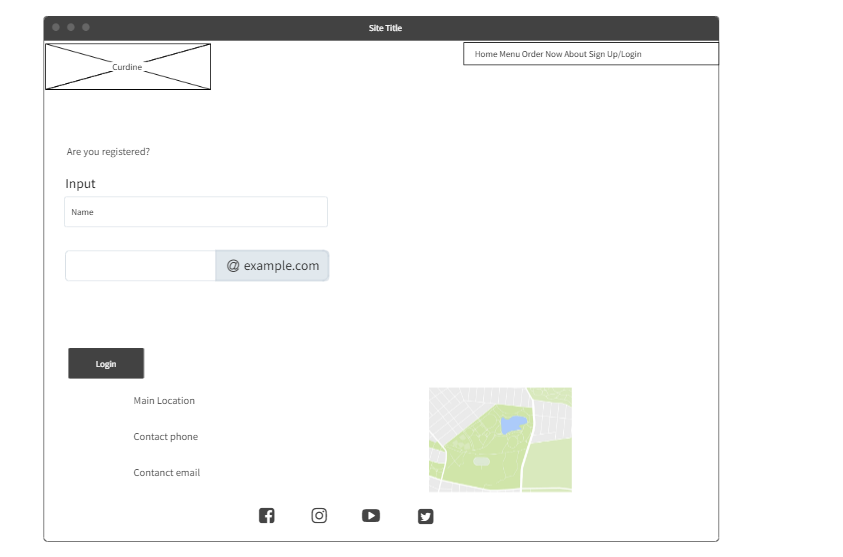 Site Title
Curdine
Home Menu Order Now About Sign Up/Login
Are you registered?
Input
Name
@ example.com
Login
Main Location
Contact phone
Contanct email